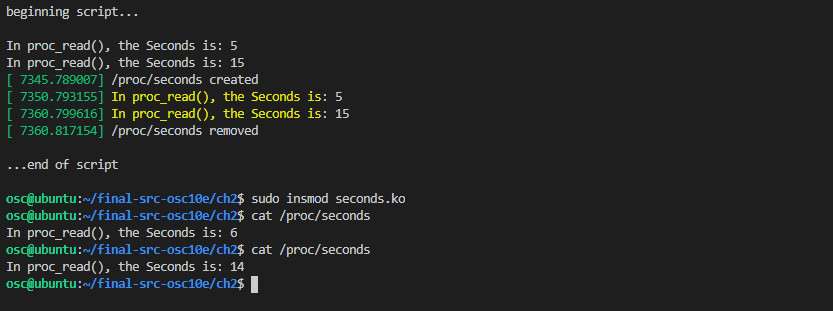 beginning script...
In proc_read(), the Seconds is: 5
In proc_read(), the Seconds is: 15
[ 7345.789007] /proc/seconds created
[ 7350.793155] In proc_read(), the Seconds is: 5
[ 7360.799616] In proc_read(), the Seconds is: 15
[ 7360.817154] /proc/seconds removed
...end of script
osc@ubuntu:~/final-src-osc10e/ch2$ sudo insmod seconds.ko
osc@ubuntu:~/final-src-osc10e/ch2$ cat /proc/seconds
In proc_read(), the Seconds is: 6
osc@ubuntu:~/final-src-osc10e/ch2$ cat /proc/seconds
In proc_read(), the Seconds is: 14
osc@ubuntu:~/final-src-osc10e/ch2$